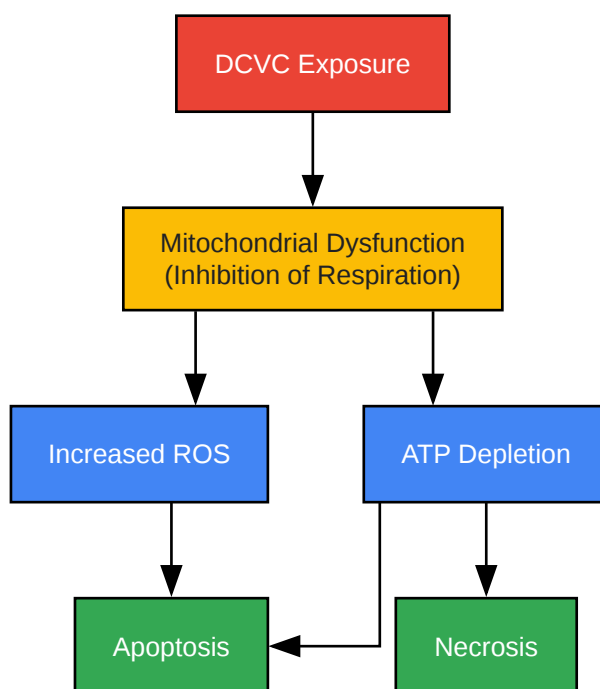 DCVC Exposure
Mitochondrial Dysfunction
(Inhibition of Respiration)
Increased ROS
ATP Depletion
Apoptosis
Necrosis